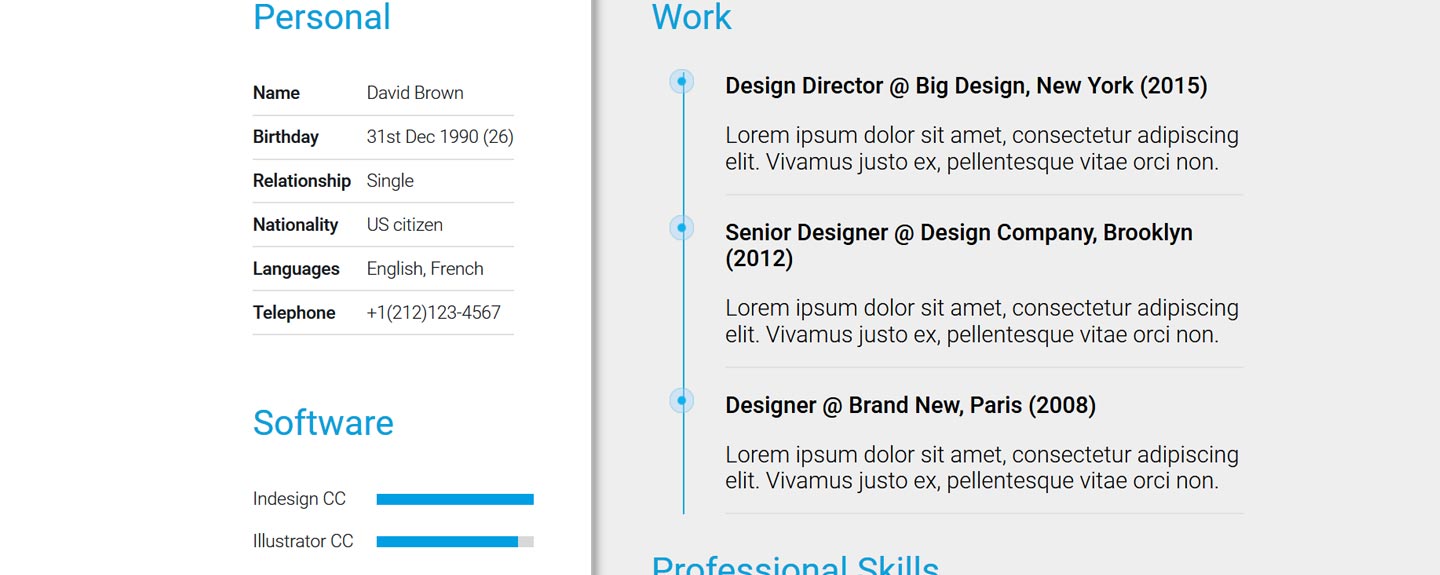 Personal
Name David Brown
Birthday 31st Dec 1990 (26)
Relationship Single
Nationality US citizen
Languages English, French
Telephone +1(212)123-4567
Software
Indesign CC
Illustrator CC
Work
Design Director @ Big Design, New York (2015)
Lorem ipsum dolor sit amet, consectetur adipiscing
elit. Vivamus justo ex, pellentesque vitae orci non.
Senior Designer @ Design Company, Brooklyn
(2012)
Lorem ipsum dolor sit amet, consectetur adipiscing
elit. Vivamus justo ex, pellentesque vitae orci non.
Designer @ Brand New, Paris (2008)
Lorem ipsum dolor sit amet, consectetur adipiscing
elit. Vivamus justo ex, pellentesque vitae orci non.
Professional Skills